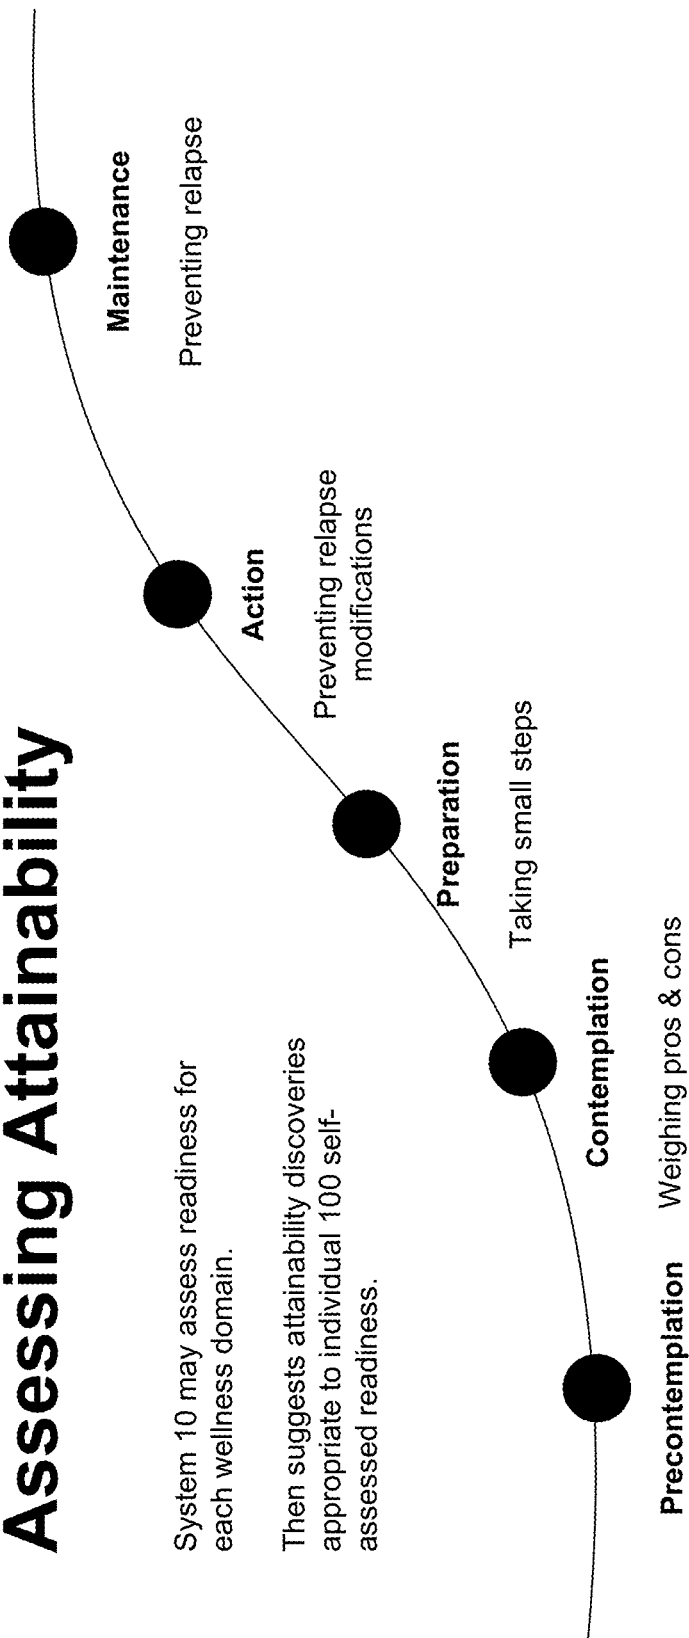 Assessing Attainability
System 10 may assess readiness for
each wellness domain.
Then suggests attainability discoveries
appropriate to individual 100 self-
assessed readiness.
Precontemplation
Contemplation
Weighing pros & cons
Preparation
Taking small steps
Action
Preventing relapse
modifications
Maintenance
Preventing relapse